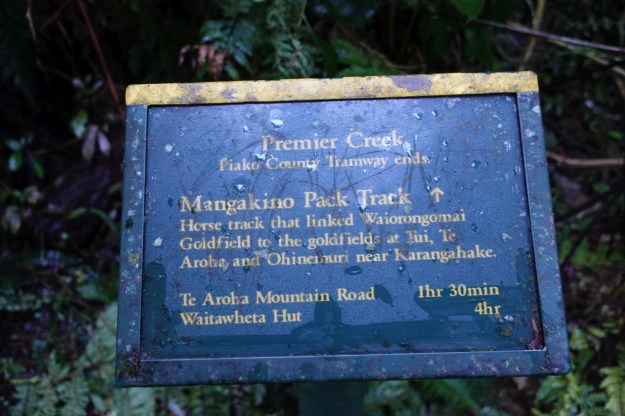 Premier Creek
Piako County Tramway ends.
Mangakino Pack Track ↑
Horse track that linked Waiorongomai
Goldfield to the goldfields at Tui, Te
Aroha, and Ohinemuri near Karangahake.
Te Aroha Mountain Road 1hr 30min
Waitawheta Hut 4hr